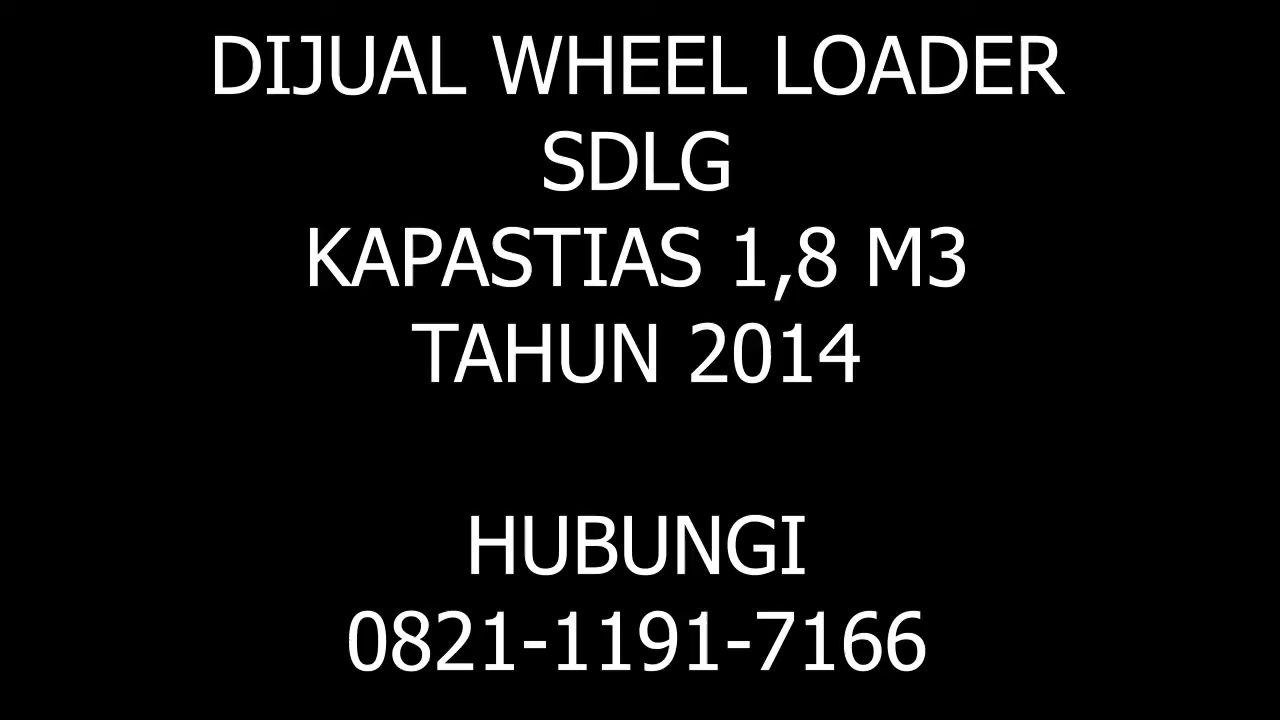 DIJUAL WHEEL LOADER
SDLG
KAPASTIAS 1,8 M3
TAHUN 2014
HUBUNGI
0821-1191-7166